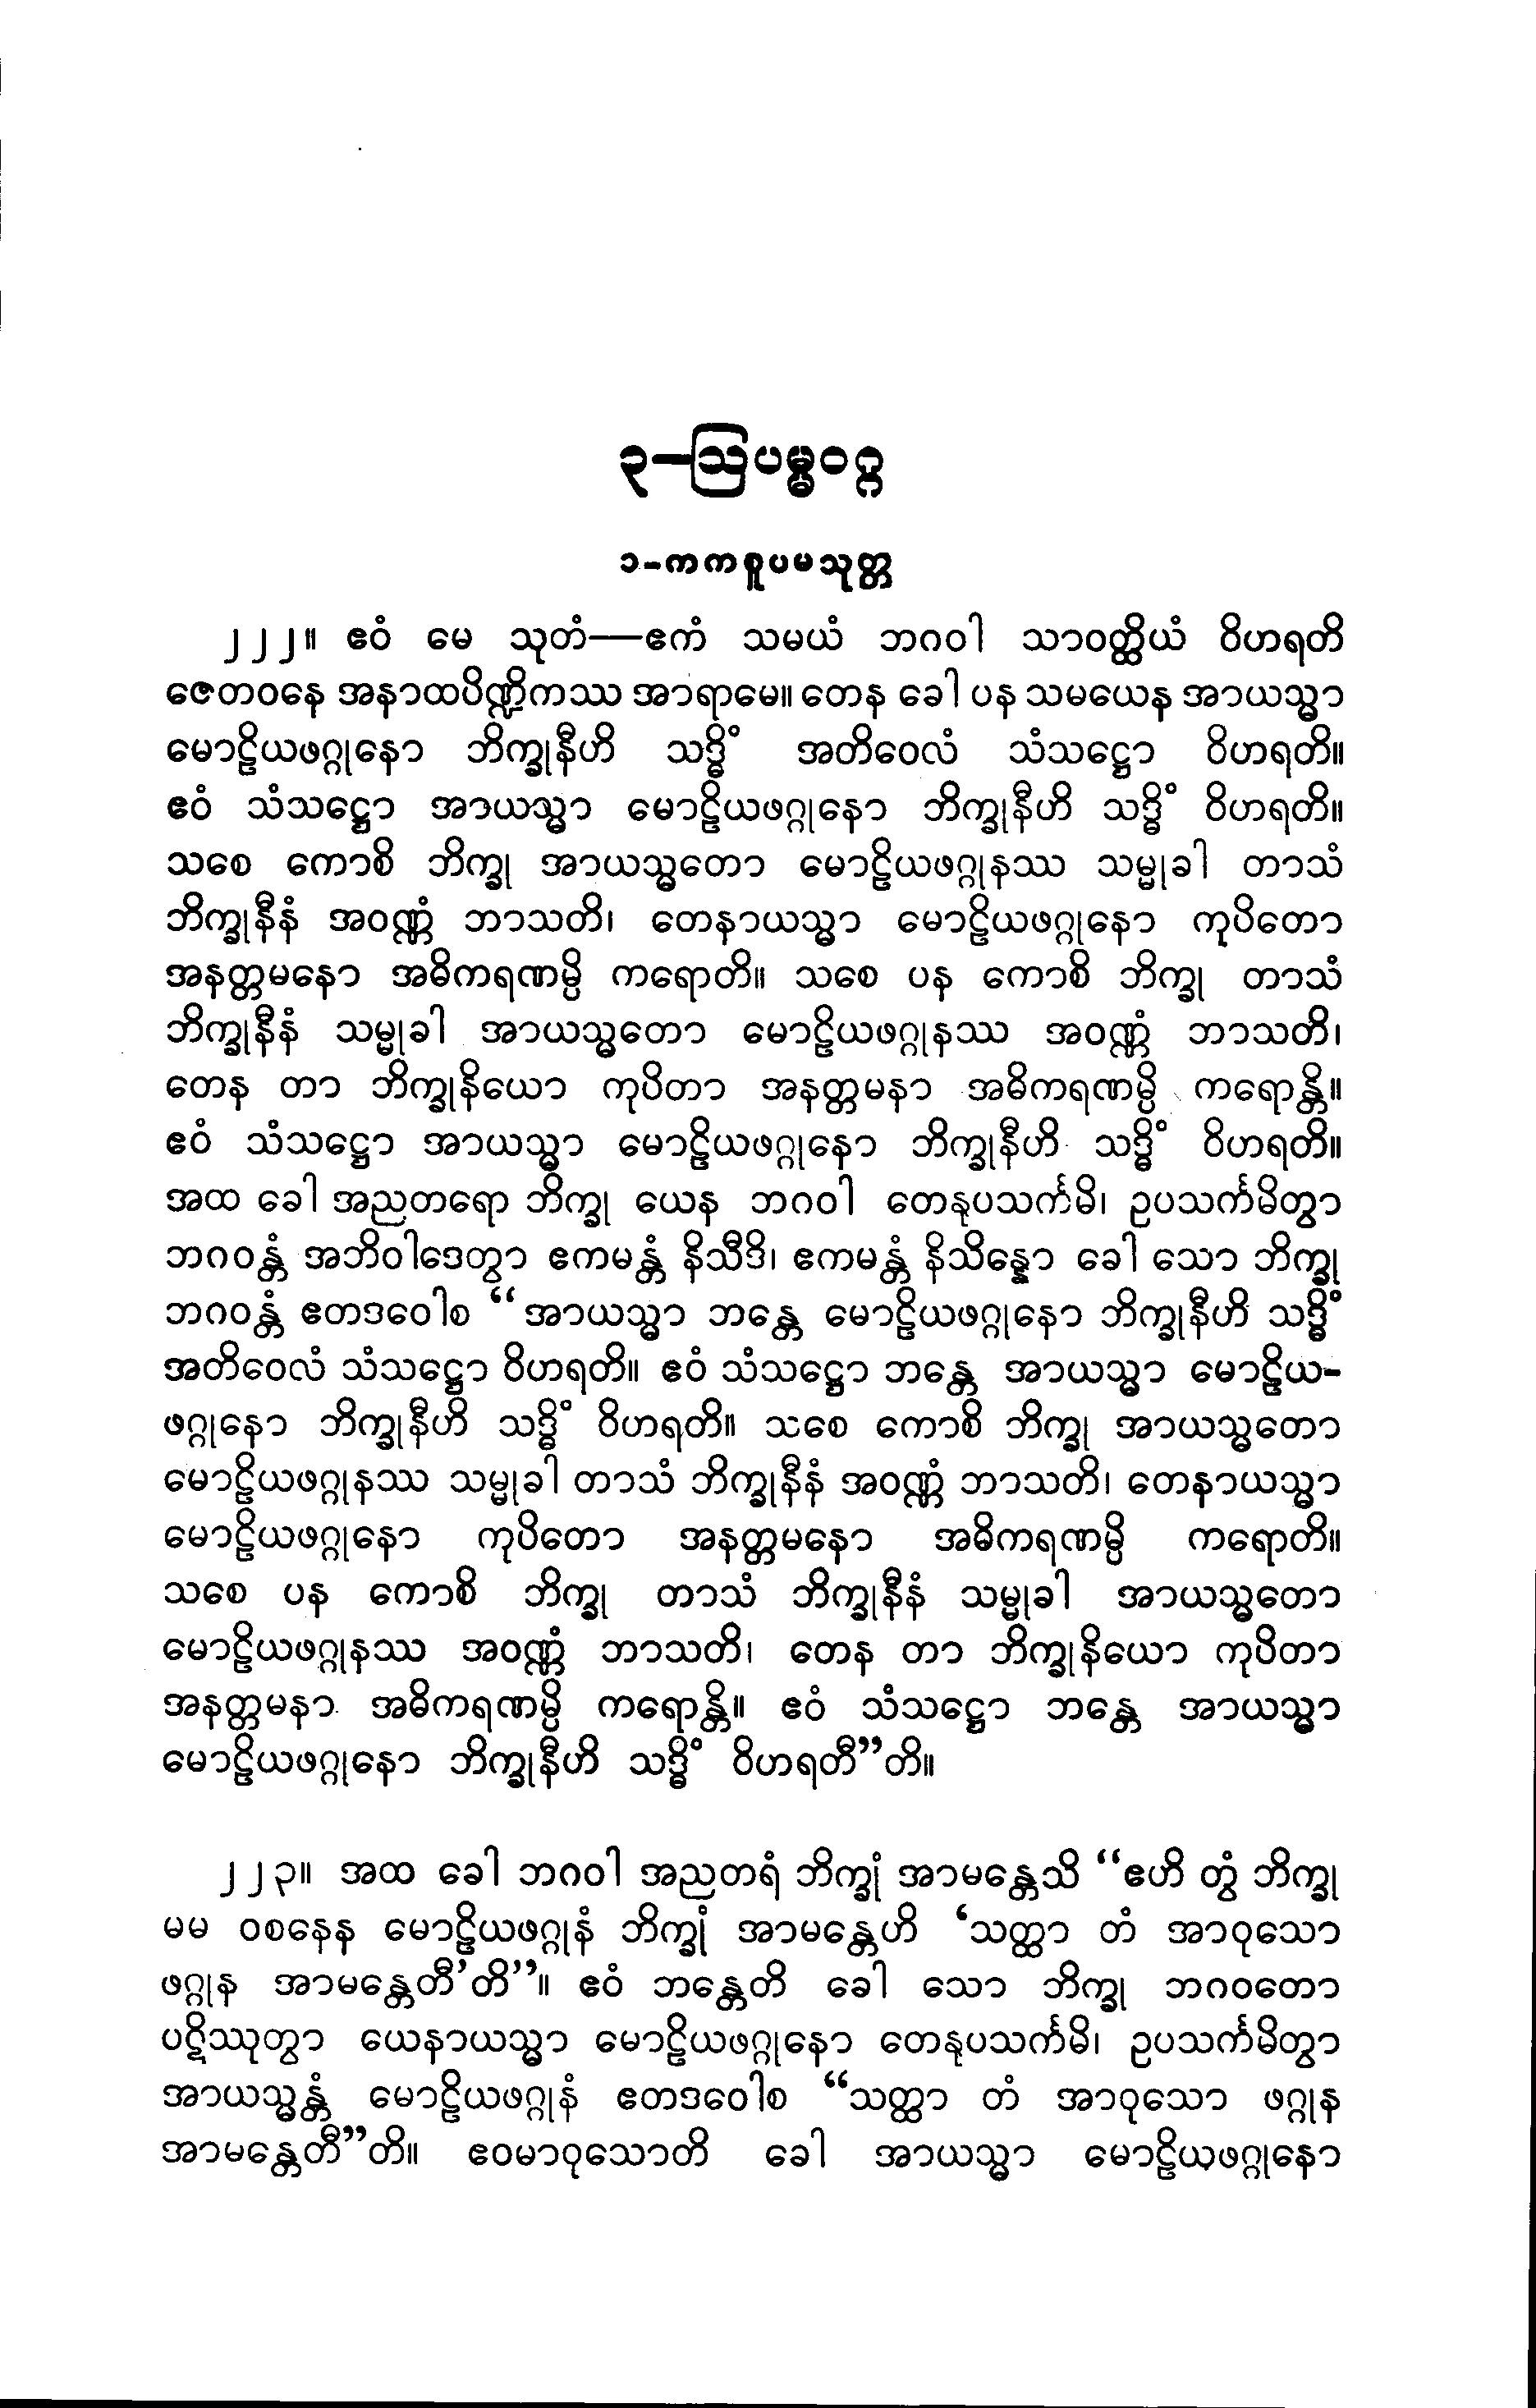 ၃—ဩပမ္မဝဂ္ဂ
၁-ကကစူပမသုတ္တ
၂၂၂။ ဧဝံ မေ သုတံ—ဧကံ သမယံ ဘဂဝါ သာဝတ္ထိယံ ဝိဟရတိ
ဇေတဝနေ အနာထပိဏ္ဍိကဿ အာရာမေ။ တေန ခေါ ပန သမယေန အာယသ္မာ
မောဠိယဖဂ္ဂုနော ဘိက္ခုနီဟိ သဒ္ဓိံ အတိဝေလံ သံသဋ္ဌော ဝိဟရတိ။
ဧဝံ သံသဋ္ဌော အာယသ္မာ မောဠိယဖဂ္ဂုနော ဘိက္ခုနီဟိ သဒ္ဓိံ ဝိဟရတိ။
သစေ ကောစိ ဘိက္ခု အာယသ္မတော မောဠိယဖဂ္ဂုနဿ သမ္မုခါ တာသံ
ဘိက္ခုနီနံ အဝဏ္ဏံ ဘာသတိ၊ တေနာယသ္မာ မောဠိယဖဂ္ဂုနော ကုပိတော
အနတ္တမနော အဓိကရဏမ္ပိ ကရောတိ။ သစေ ပန ကောစိ ဘိက္ခု တာသံ
ဘိက္ခုနီနံ သမ္မုခါ အာယသ္မတော မောဠိယဖဂ္ဂုနဿ အဝဏ္ဏံ ဘာသတိ၊
တေန တာ ဘိက္ခုနိယော ကုပိတာ အနတ္တမနာ အဓိကရဏမ္ပိ ကရောန္တိ။
ဧဝံ သံသဋ္ဌော အာယသ္မာ မောဠိယဖဂ္ဂုနော ဘိက္ခုနီဟိ သဒ္ဓိံ ဝိဟရတိ။
အထ ခေါ အညတရော ဘိက္ခု ယေန ဘဂဝါ တေနုပသင်္ကမိ၊ ဥပသင်္ကမိတွာ
ဘဂဝန္တံ အဘိဝါဒေတွာ ဧကမန္တံ နိသီဒိ၊ ဧကမန္တံ နိသိန္နော ခေါ သော ဘိက္ခု
ဘဂဝန္တံ ဧတဒဝေါစ “အာယသ္မာ ဘန္တေ မောဠိယဖဂ္ဂုနော ဘိက္ခုနီဟိ သဒ္ဓိံ
အတိဝေလံ သံသဋ္ဌော ဝိဟရတိ။ ဧဝံ သံသဋ္ဌော ဘန္တေ အာယသ္မာ မောဠိယ-
ဖဂ္ဂုနော ဘိက္ခုနီဟိ သဒ္ဓိံ ဝိဟရတိ။ သစေ ကောစိ ဘိက္ခု အာယသ္မတော
မောဠိယဖဂ္ဂုနဿ သမ္မုခါ တာသံ ဘိက္ခုနီနံ အဝဏ္ဏံ ဘာသတိ၊ တေနာယသ္မာ
မောဠိယဖဂ္ဂုနော ကုပိတော အနတ္တမနော အဓိကရဏမ္ပိ ကရောတိ။
သစေ ပန ကောစိ ဘိက္ခု တာသံ ဘိက္ခုနီနံ သမ္မုခါ အာယသ္မတော
မောဠိယဖဂ္ဂုနဿ အဝဏ္ဏံ ဘာသတိ၊ တေန တာ ဘိက္ခုနိယော ကုပိတာ
အနတ္တမနာ အဓိကရဏမ္ပိ ကရောန္တိ။ ဧဝံ သံသဋ္ဌော ဘန္တေ အာယသ္မာ
မောဠိယဖဂ္ဂုနော ဘိက္ခုနီဟိ သဒ္ဓိံ ဝိဟရတီ”တိ။
၂၂၃။ အထ ခေါ ဘဂဝါ အညတရံ ဘိက္ခုံ အာမန္တေသိ “ဧဟိ တွံ ဘိက္ခု
မမ ဝစနေန မောဠိယဖဂ္ဂုနံ ဘိက္ခုံ အာမန္တေဟိ ‘သတ္ထာ တံ အာဝုသော
ဖဂ္ဂုန အာမန္တေတီ’တိ”။ ဧဝံ ဘန္တေတိ ခေါ သော ဘိက္ခု ဘဂဝတော
ပဋိဿုတွာ ယေနာယသ္မာ မောဠိယဖဂ္ဂုနော တေနုပသင်္ကမိ၊ ဥပသင်္ကမိတွာ
အာယသ္မန္တံ မောဠိယဖဂ္ဂုနံ ဧတဒဝေါစ “သတ္ထာ တံ အာဝုသော ဖဂ္ဂုန
အာမန္တေတီ”တိ။ ဧဝမာဝုသောတိ ခေါ အာယသ္မာ မောဠိယဖဂ္ဂုနော